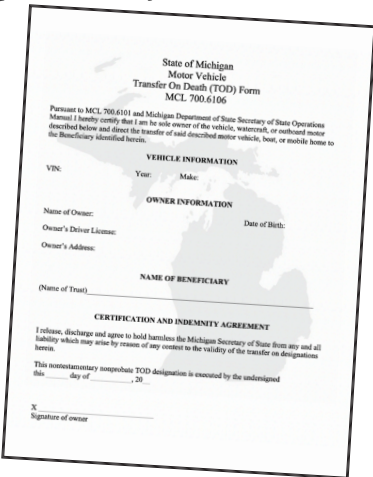 State of Michigan
Motor Vehicle
Transfer On Death (TOD) Form
MCL 700.6106
Pursuant to MCL 700.6101 and Michigan Department of State Secretary of State Operations
Manual I hereby certify that I am he sole owner of the vehicle, watercraft, or outboard motor
described below and direct the transfer of said described motor vehicle, boat, or mobile home to
the Beneficiary identified herein.
VEHICLE INFORMATION
VIN: Year: Make:
OWNER INFORMATION
Name of Owner: Date of Birth:
Owner's Driver License:
Owner's Address:
NAME OF BENEFICIARY
(Name of Trust)
CERTIFICATION AND INDEMNITY AGREEMENT
I release, discharge and agree to hold harmless the Michigan Secretary of State from any and all
liability which may arise by reason of any contest to the validity of the transfer on designations
herein.
This nontestamentary nonprobate TOD designation is executed by the undersigned
this ______ day of __________, 20__
X
Signature of owner